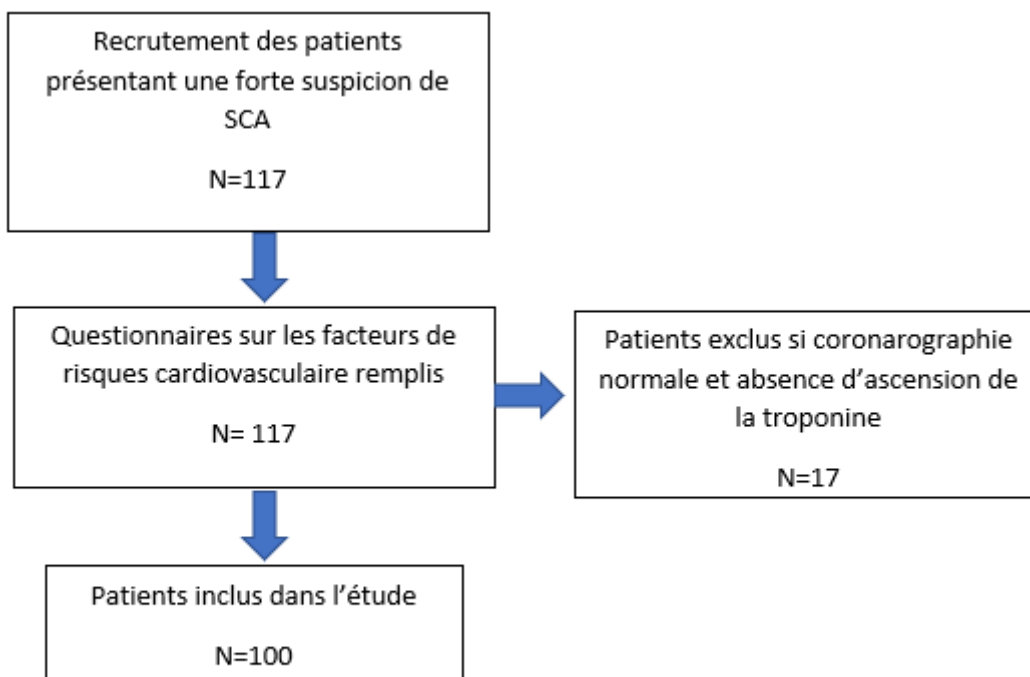 Recrutement des patients
présentant une forte suspicion de
SCA
N=117
Questionnaires sur les facteurs de
risques cardiovasculaire remplis
N= 117
Patients exclus si coronarographie
normale et absence d’ascension de
la troponine
N=17
Patients inclus dans l’étude
N=100